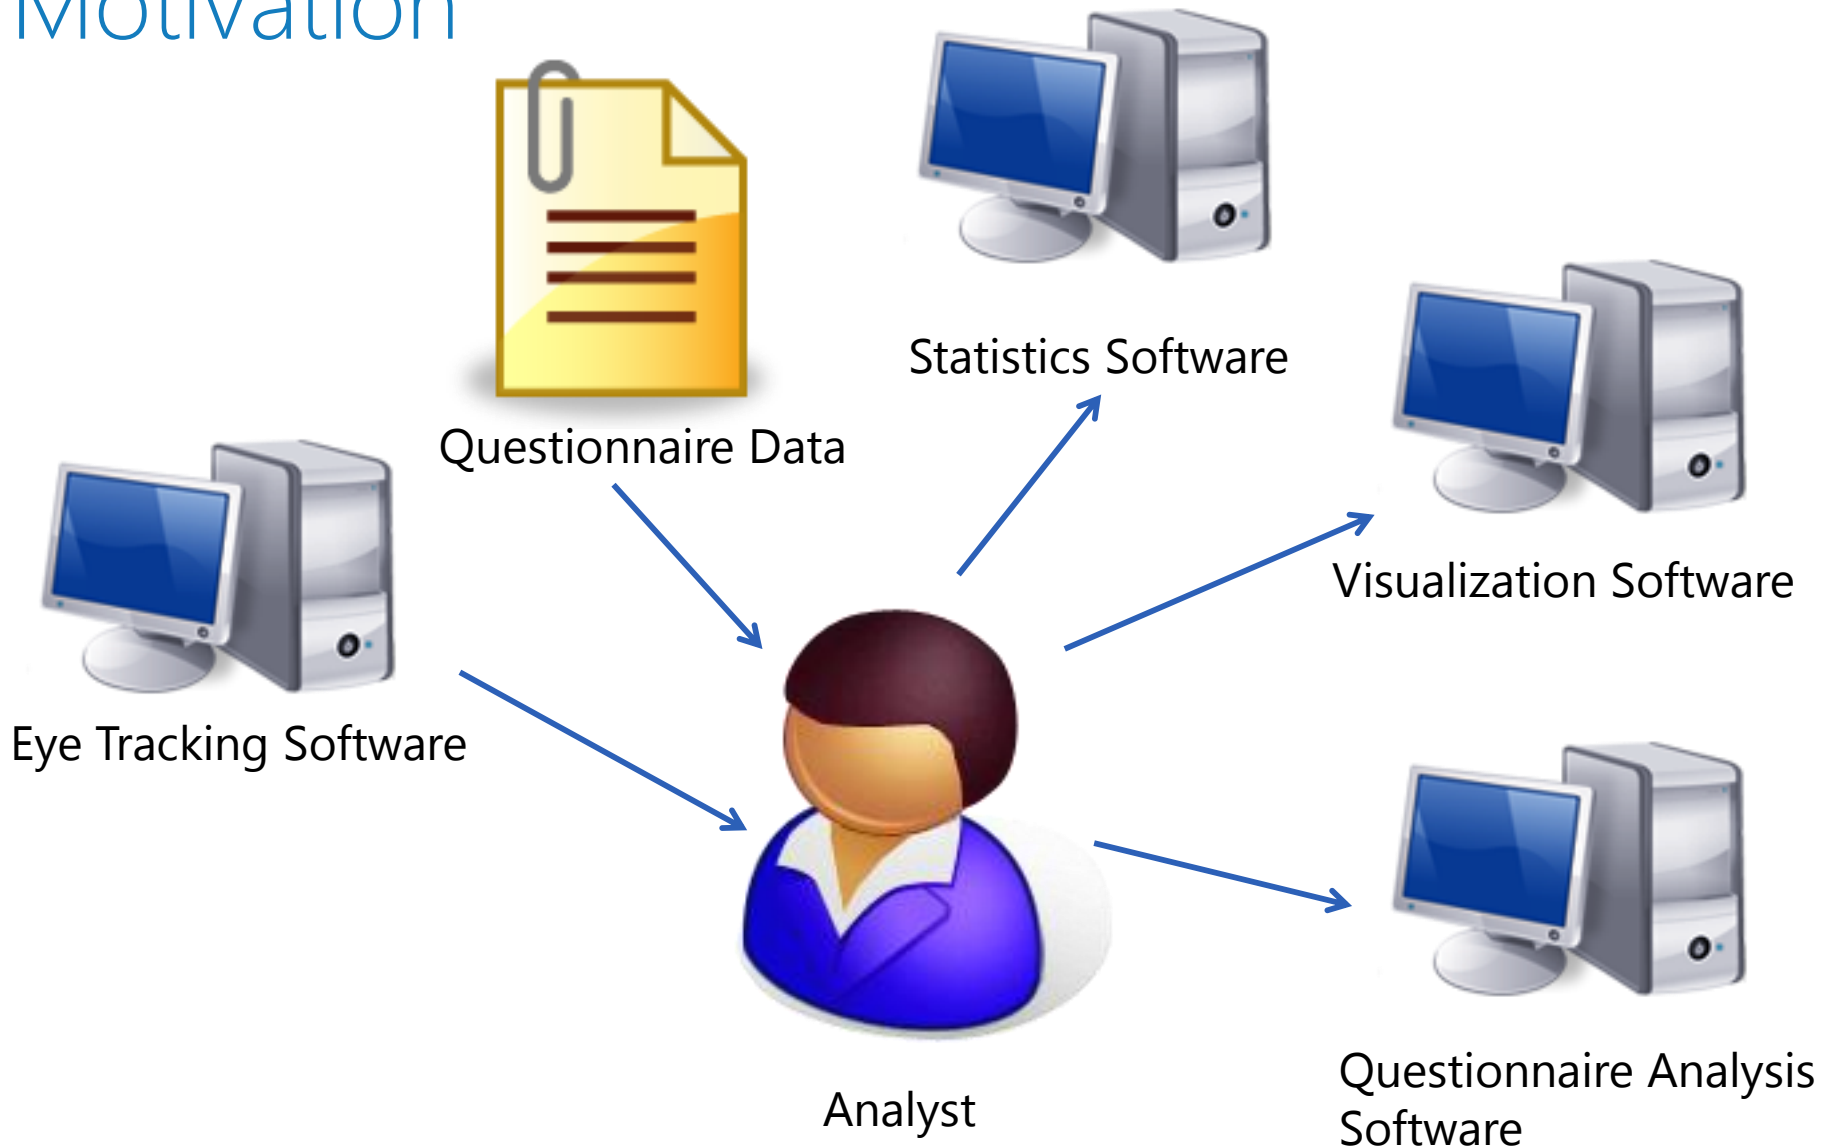 Motivation
Statistics Software
Questionnaire Data
Visualization Software
Eye Tracking Software
Analyst
Questionnaire Analysis
Software